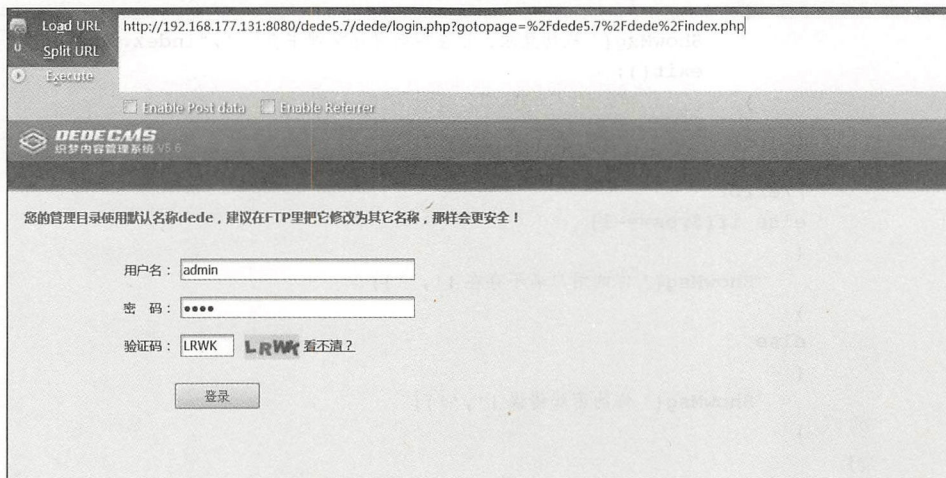 Load URL
http://192.168.177.131:8080/dede5.7/dede/login.php?gotopage=%2Fdede5.7%2Fdede%2Findex.php
Split URL
Execute
Enable Post data Enable Referrer
DEDECMS
织梦内容管理系统 V5.6
您的管理目录使用默认名称dede，建议在FTP里把它修改为其它名称，那样会更安全！
用户名： admin
密 码： ••••
验证码： LRWK LRWK 看不清？
登录